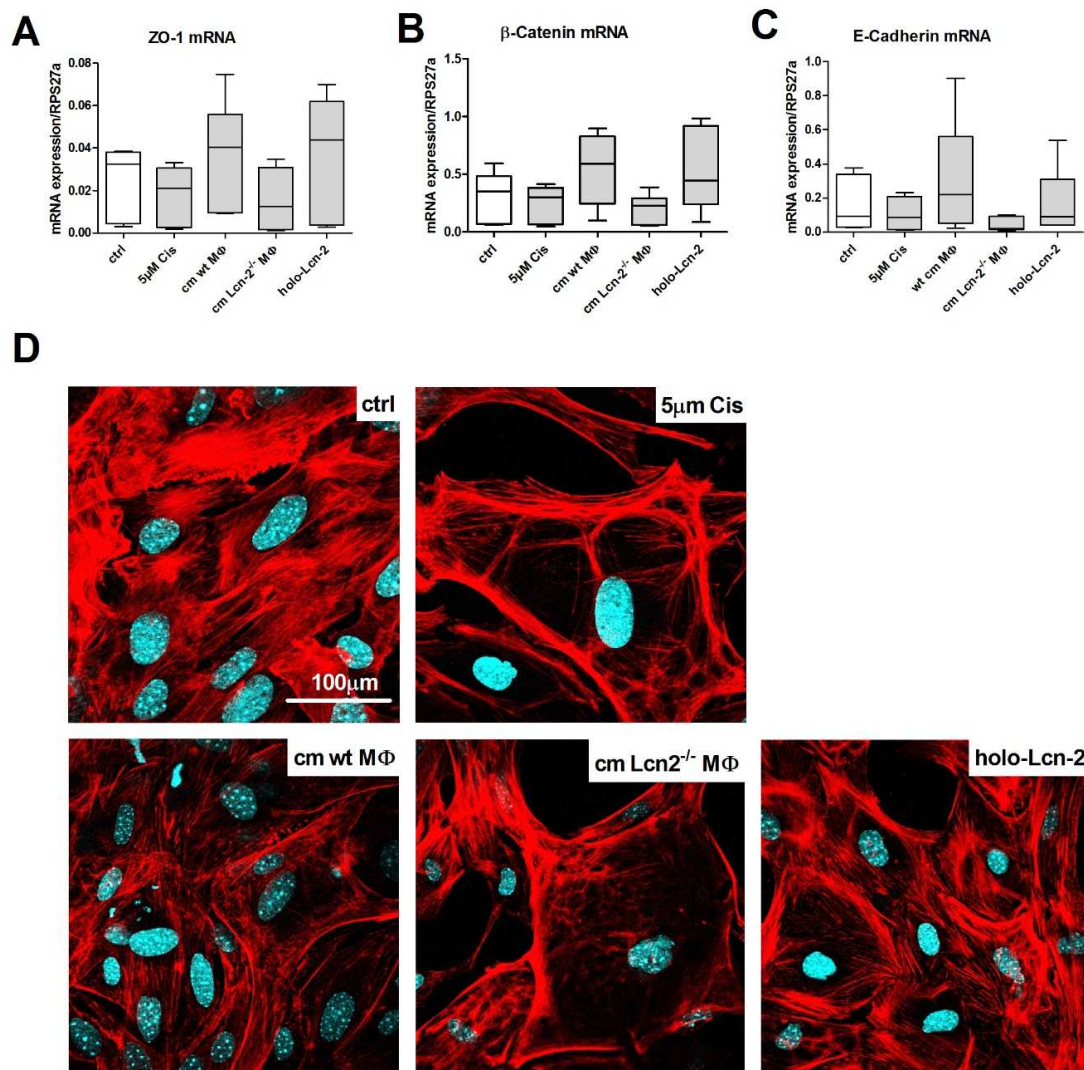 A
ZO-1 mRNA
mRNA expression/RPS27a
0.08
0.06
0.04
0.02
0.00
ctrl
5µM Cis
cm wt MΦ
cm Lcn-2-/- MΦ
holo-Lcn-2
B
β-Catenin mRNA
mRNA expression/RPS27a
1.5
1.0
0.5
0.0
ctrl
5µM Cis
cm wt MΦ
cm Lcn-2-/- MΦ
holo-Lcn-2
C
E-Cadherin mRNA
mRNA expression/RPS27a
1.0
0.8
0.6
0.4
0.2
0.0
ctrl
5µM Cis
wt cm MΦ
cm Lcn-2-/- MΦ
holo-Lcn-2
D
ctrl
100µm
5µm Cis
cm wt MΦ
cm Lcn2-/- MΦ
holo-Lcn-2